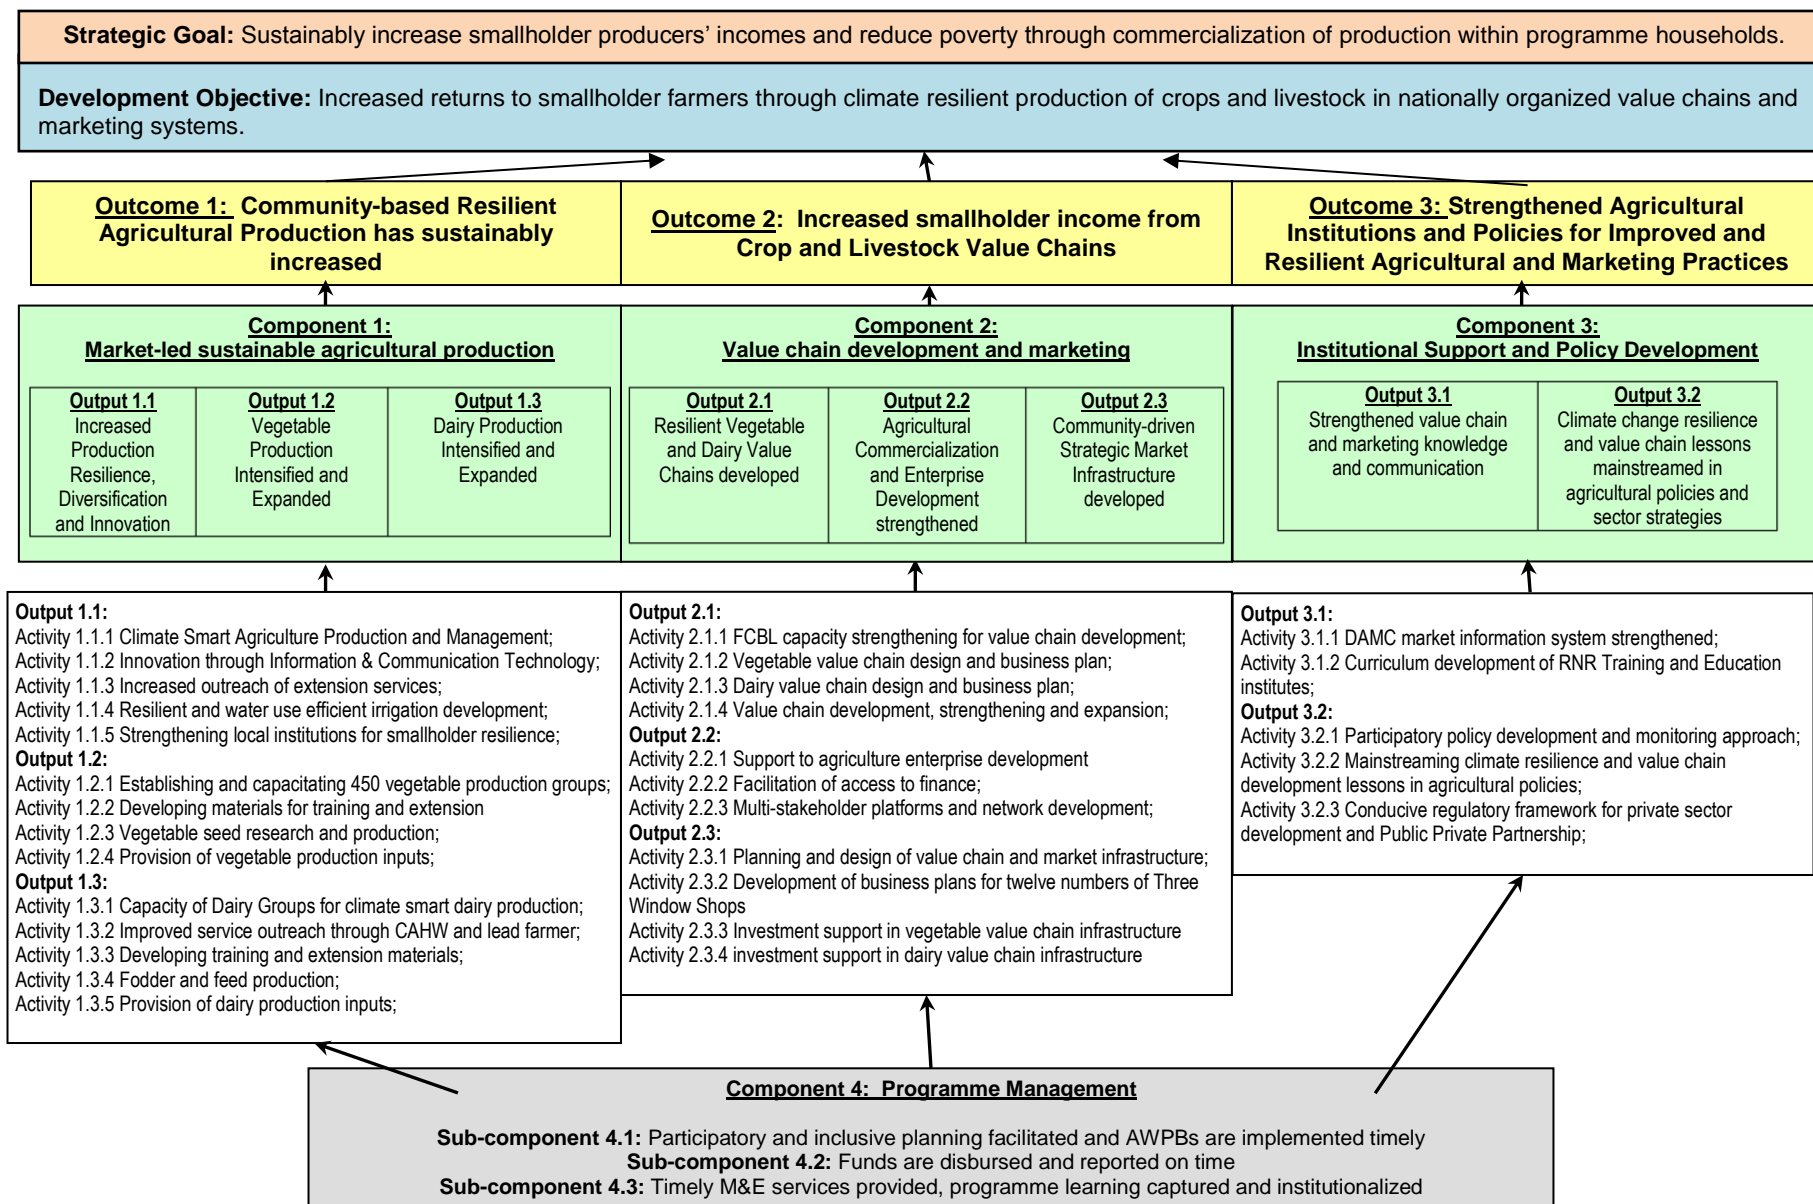 Strategic Goal: Sustainably increase smallholder producers’ incomes and reduce poverty through commercialization of production within programme households.
Development Objective: Increased returns to smallholder farmers through climate resilient production of crops and livestock in nationally organized value chains and
marketing systems.
Outcome 1: Community-based Resilient
Agricultural Production has sustainably
increased
Outcome 2: Increased smallholder income from
Crop and Livestock Value Chains
Outcome 3: Strengthened Agricultural
Institutions and Policies for Improved and
Resilient Agricultural and Marketing Practices
Component 1:
Market-led sustainable agricultural production
Output 1.1
Increased
Production
Resilience,
Diversification
and Innovation
Output 1.2
Vegetable
Production
Intensified and
Expanded
Output 1.3
Dairy Production
Intensified and
Expanded
Component 2:
Value chain development and marketing
Output 2.1
Resilient Vegetable
and Dairy Value
Chains developed
Output 2.2
Agricultural
Commercialization
and Enterprise
Development
strengthened
Output 2.3
Community-driven
Strategic Market
Infrastructure
developed
Component 3:
Institutional Support and Policy Development
Output 3.1
Strengthened value chain
and marketing knowledge
and communication
Output 3.2
Climate change resilience
and value chain lessons
mainstreamed in
agricultural policies and
sector strategies
Output 1.1:
Activity 1.1.1 Climate Smart Agriculture Production and Management;
Activity 1.1.2 Innovation through Information & Communication Technology;
Activity 1.1.3 Increased outreach of extension services;
Activity 1.1.4 Resilient and water use efficient irrigation development;
Activity 1.1.5 Strengthening local institutions for smallholder resilience;
Output 1.2:
Activity 1.2.1 Establishing and capacitating 450 vegetable production groups;
Activity 1.2.2 Developing materials for training and extension
Activity 1.2.3 Vegetable seed research and production;
Activity 1.2.4 Provision of vegetable production inputs;
Output 1.3:
Activity 1.3.1 Capacity of Dairy Groups for climate smart dairy production;
Activity 1.3.2 Improved service outreach through CAHW and lead farmer;
Activity 1.3.3 Developing training and extension materials;
Activity 1.3.4 Fodder and feed production;
Activity 1.3.5 Provision of dairy production inputs;
Output 2.1:
Activity 2.1.1 FCBL capacity strengthening for value chain development;
Activity 2.1.2 Vegetable value chain design and business plan;
Activity 2.1.3 Dairy value chain design and business plan;
Activity 2.1.4 Value chain development, strengthening and expansion;
Output 2.2:
Activity 2.2.1 Support to agriculture enterprise development
Activity 2.2.2 Facilitation of access to finance;
Activity 2.2.3 Multi-stakeholder platforms and network development;
Output 2.3:
Activity 2.3.1 Planning and design of value chain and market infrastructure;
Activity 2.3.2 Development of business plans for twelve numbers of Three
Window Shops
Activity 2.3.3 Investment support in vegetable value chain infrastructure
Activity 2.3.4 investment support in dairy value chain infrastructure
Output 3.1:
Activity 3.1.1 DAMC market information system strengthened;
Activity 3.1.2 Curriculum development of RNR Training and Education
institutes;
Output 3.2:
Activity 3.2.1 Participatory policy development and monitoring approach;
Activity 3.2.2 Mainstreaming climate resilience and value chain
development lessons in agricultural policies;
Activity 3.2.3 Conducive regulatory framework for private sector
development and Public Private Partnership;
Component 4: Programme Management
Sub-component 4.1: Participatory and inclusive planning facilitated and AWPBs are implemented timely
Sub-component 4.2: Funds are disbursed and reported on time
Sub-component 4.3: Timely M&E services provided, programme learning captured and institutionalized